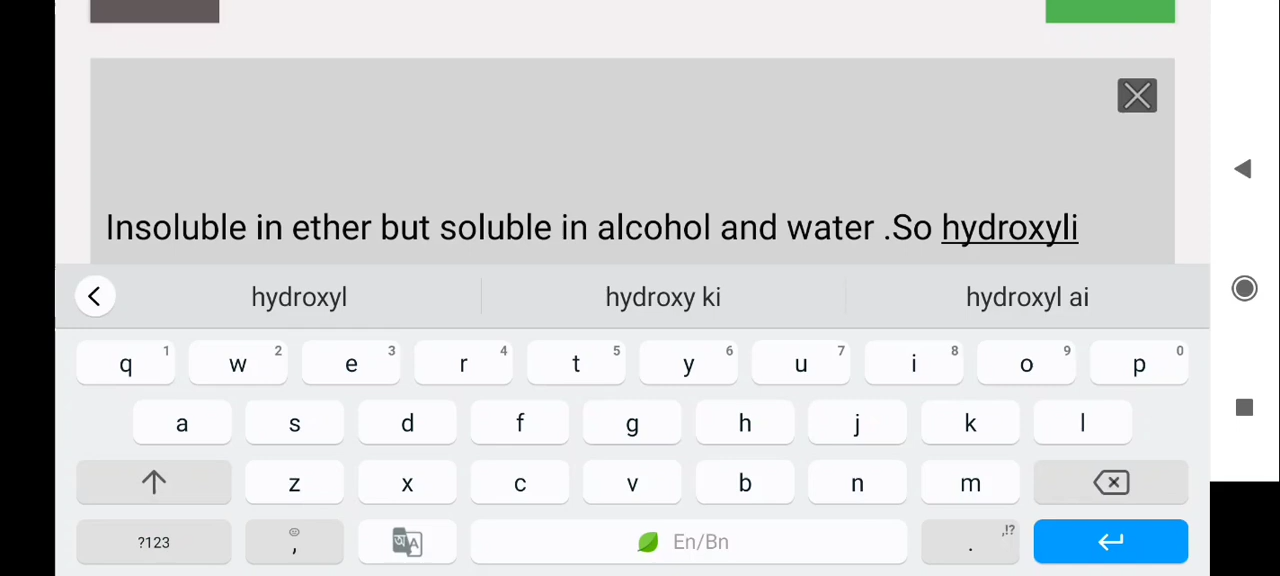 Insoluble in ether but soluble in alcohol and water .So hydroxyli
hydroxyl hydroxy ki hydroxyl ai
q 1 w 2 e 3 r 4 t 5 y 6 u 7 i 8 o 9 p 0
a s d f g h j k l
z x c v b n m
?123 , অ A En/Bn . ,!?